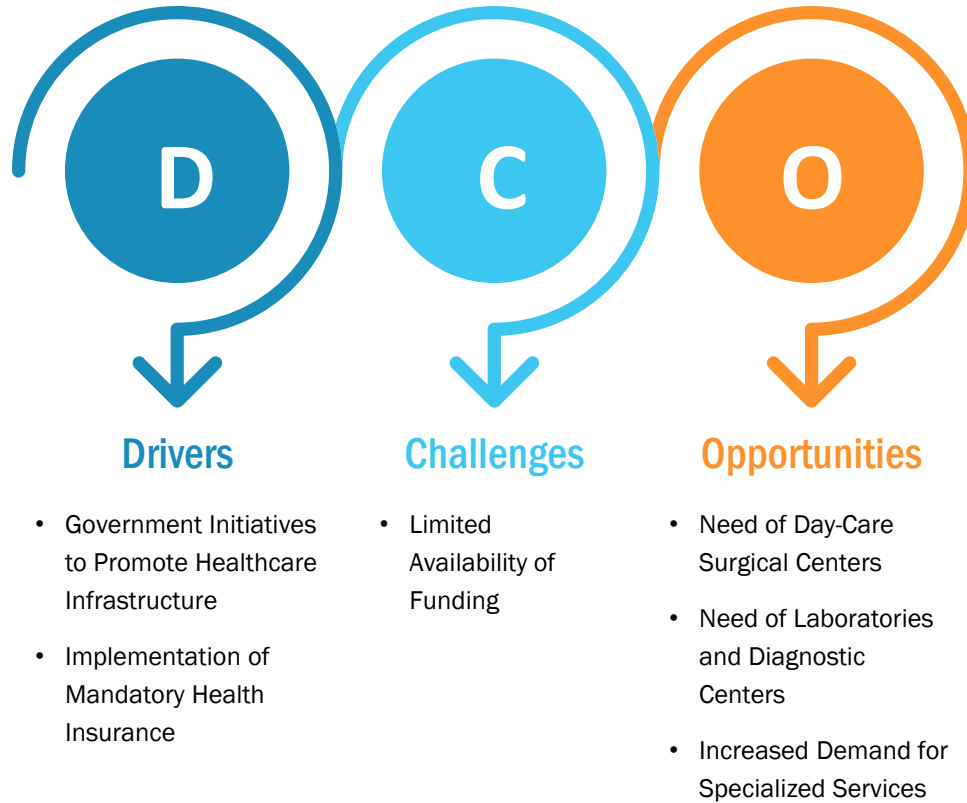 D
C
O
Drivers
• Government Initiatives
to Promote Healthcare
Infrastructure
• Implementation of
Mandatory Health
Insurance
Challenges
• Limited
Availability of
Funding
Opportunities
• Need of Day-Care
Surgical Centers
• Need of Laboratories
and Diagnostic
Centers
• Increased Demand for
Specialized Services